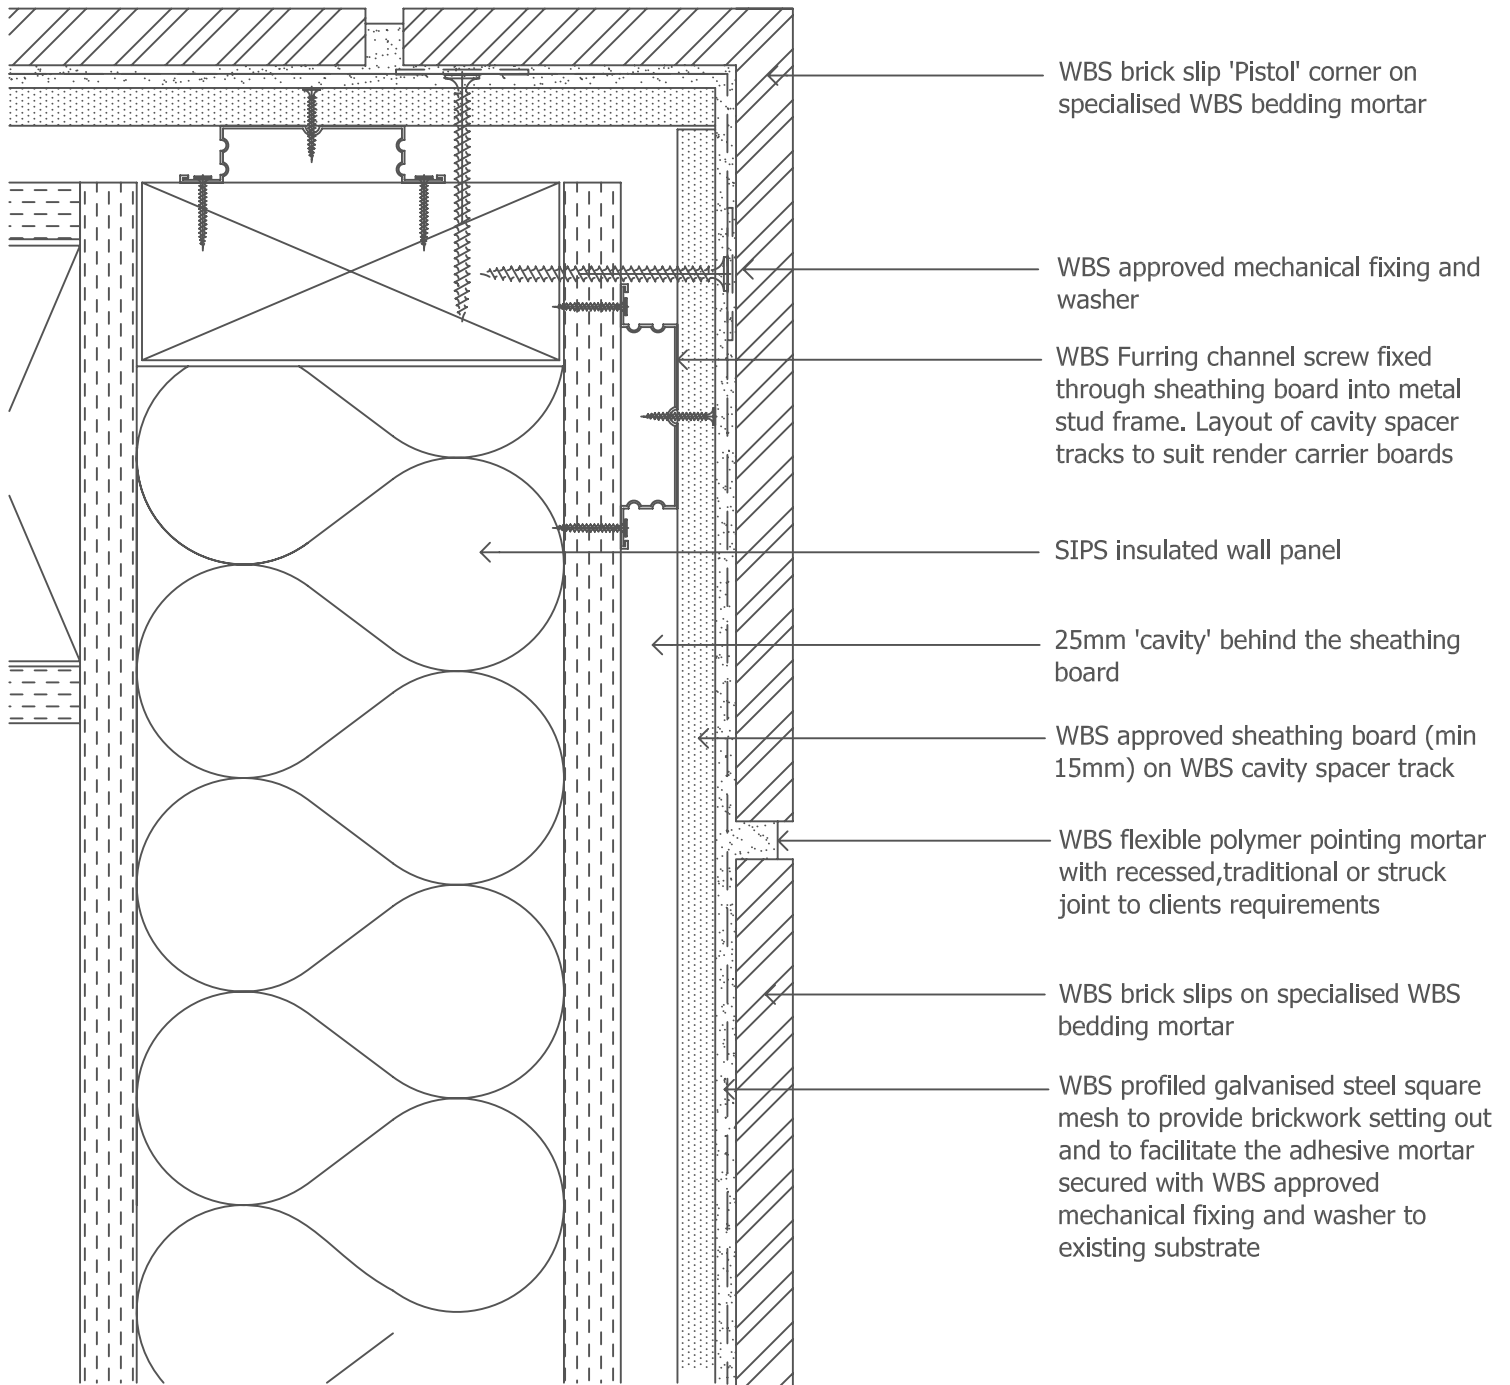 WBS brick slip 'Pistol' corner on
specialised WBS bedding mortar
WBS approved mechanical fixing and
washer
WBS Furring channel screw fixed
through sheathing board into metal
stud frame. Layout of cavity spacer
tracks to suit render carrier boards
SIPS insulated wall panel
25mm 'cavity' behind the sheathing
board
WBS approved sheathing board (min
15mm) on WBS cavity spacer track
WBS flexible polymer pointing mortar
with recessed,traditional or struck
joint to clients requirements
WBS brick slips on specialised WBS
bedding mortar
WBS profiled galvanised steel square
mesh to provide brickwork setting out
and to facilitate the adhesive mortar
secured with WBS approved
mechanical fixing and washer to
existing substrate